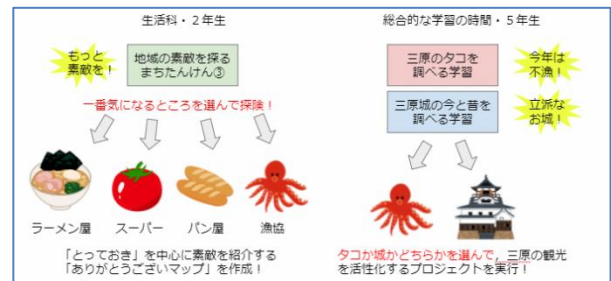 生活科・２年生
もっと
素敵を！
地域の素敵を探る
まちたんけん③
一番気になるところを選んで探険！
ラーメン屋
スーパー
パン屋
漁協
「とっておき」を中心に素敵を紹介する
「ありがとうございマップ」を作成！
総合的な学習の時間・５年生
三原のタコを
調べる学習
今年は
不漁！
三原城の今と昔を
調べる学習
立派な
お城！
タコか城かどちらかを選んで，三原の観光
を活性化するプロジェクトを実行！